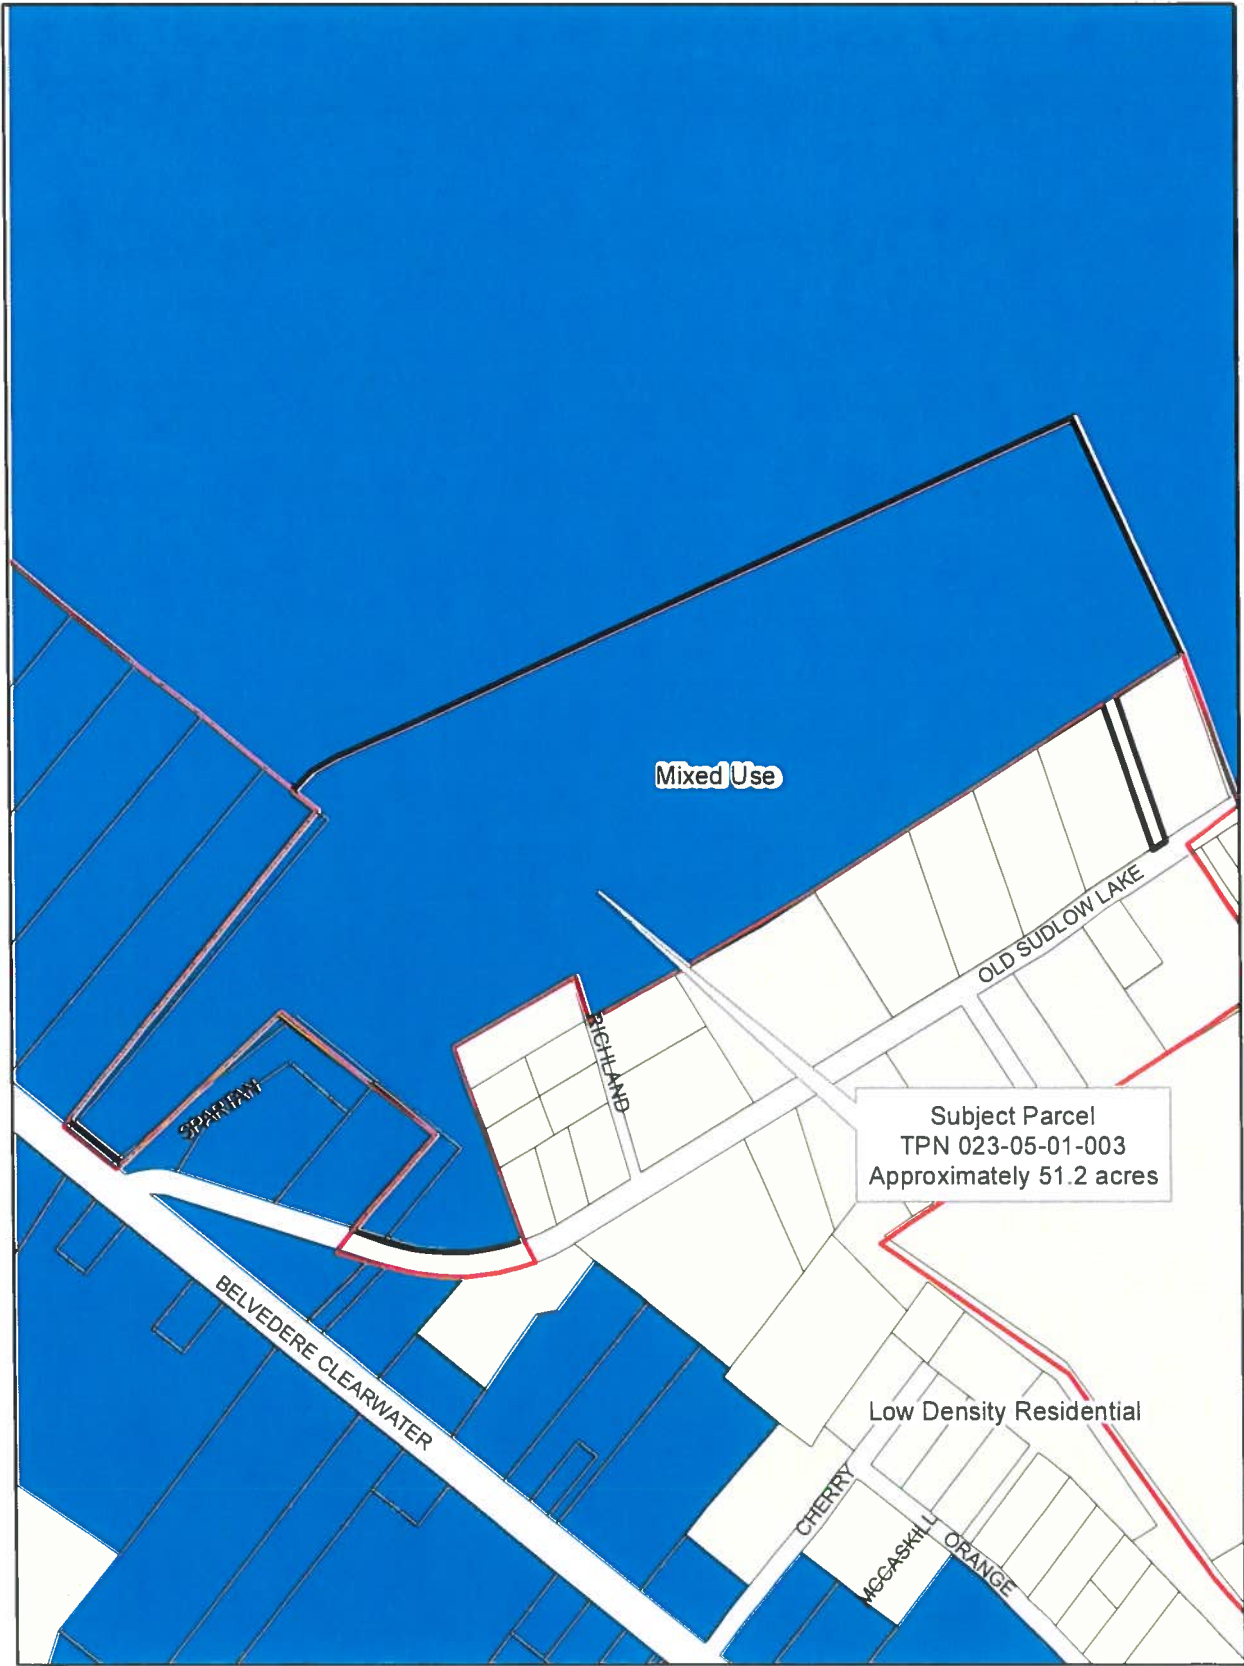 Mixed Use
OLD SUDLOW LAKE
RICHLAND
SPARTAN
Subject Parcel
TPN 023-05-01-003
Approximately 51.2 acres
BELVEDERE CLEARWATER
Low Density Residential
CHERRY
MCCASKILL
ORANGE